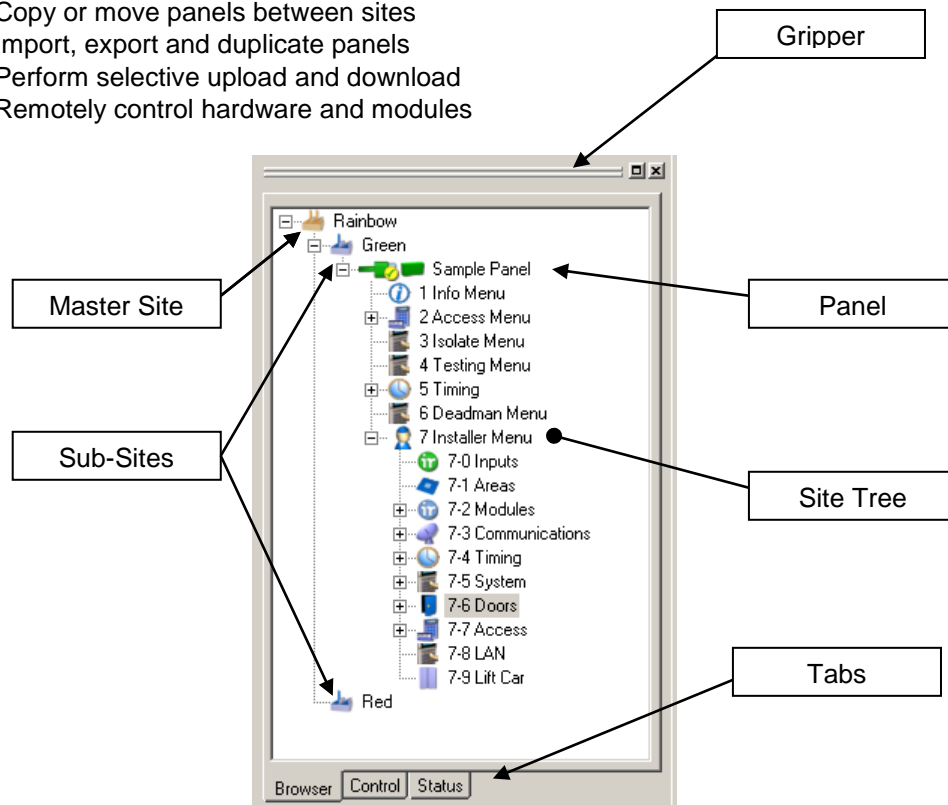 Copy or move panels between sites
Import, export and duplicate panels
Perform selective upload and download
Remotely control hardware and modules
Gripper
Rainbow
Green
Sample Panel
1 Info Menu
2 Access Menu
3 Isolate Menu
4 Testing Menu
5 Timing
6 Deadman Menu
7 Installer Menu
7-0 Inputs
7-1 Areas
7-2 Modules
7-3 Communications
7-4 Timing
7-5 System
7-6 Doors
7-7 Access
7-8 LAN
7-9 Lift Car
Red
Master Site
Sub-Sites
Panel
Site Tree
Tabs
Browser Control Status